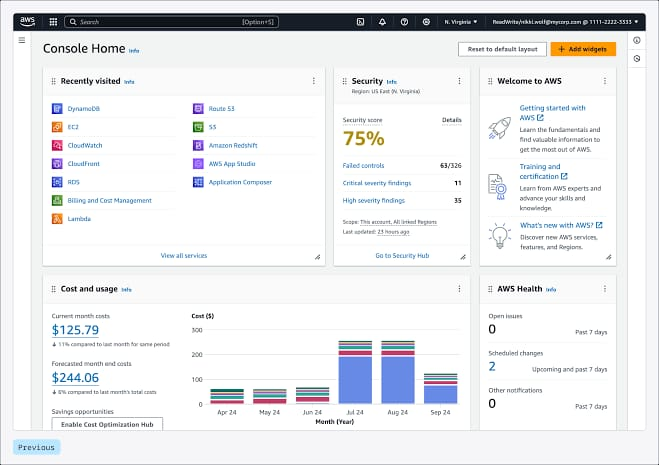 aws
Search [Option+S] N. Virginia ReadWrite/nikki.wolf@mycorp.com @ 1111-2222-3333
Console Home Info
Reset to default layout
+ Add widgets
Recently visited Info
DynamoDB
EC2
CloudWatch
CloudFront
RDS
Billing and Cost Management
Lambda
Route 53
S3
Amazon Redshift
AWS App Studio
Application Composer
View all services
Security Info
Region: US East (N. Virginia)
Security score Details
75%
Failed controls 63/326
Critical severity findings 11
High severity findings 35
Scope: This account, All linked Regions
Last updated: 23 hours ago
Go to Security Hub
Welcome to AWS
Getting started with
AWS
Learn the fundamentals and
find valuable information to
get the most out of AWS.
Training and
certification
Learn from AWS experts and
advance your skills and
knowledge.
What's new with AWS?
Discover new AWS services,
features, and Regions.
Cost and usage Info
Current month costs
$125.79
↓ 11% compared to last month for same period
Forecasted month end costs
$244.06
↓ 8% compared to last month's total costs
Savings opportunities
Enable Cost Optimization Hub
Cost ($)
300
200
100
0
Apr 24 May 24 Jun 24 Jul 24 Aug 24 Sep 24
Month (Year)
AWS Health Info
Open issues
0 Past 7 days
Scheduled changes
2 Upcoming and past 7 days
Other notifications
0 Past 7 days
Previous